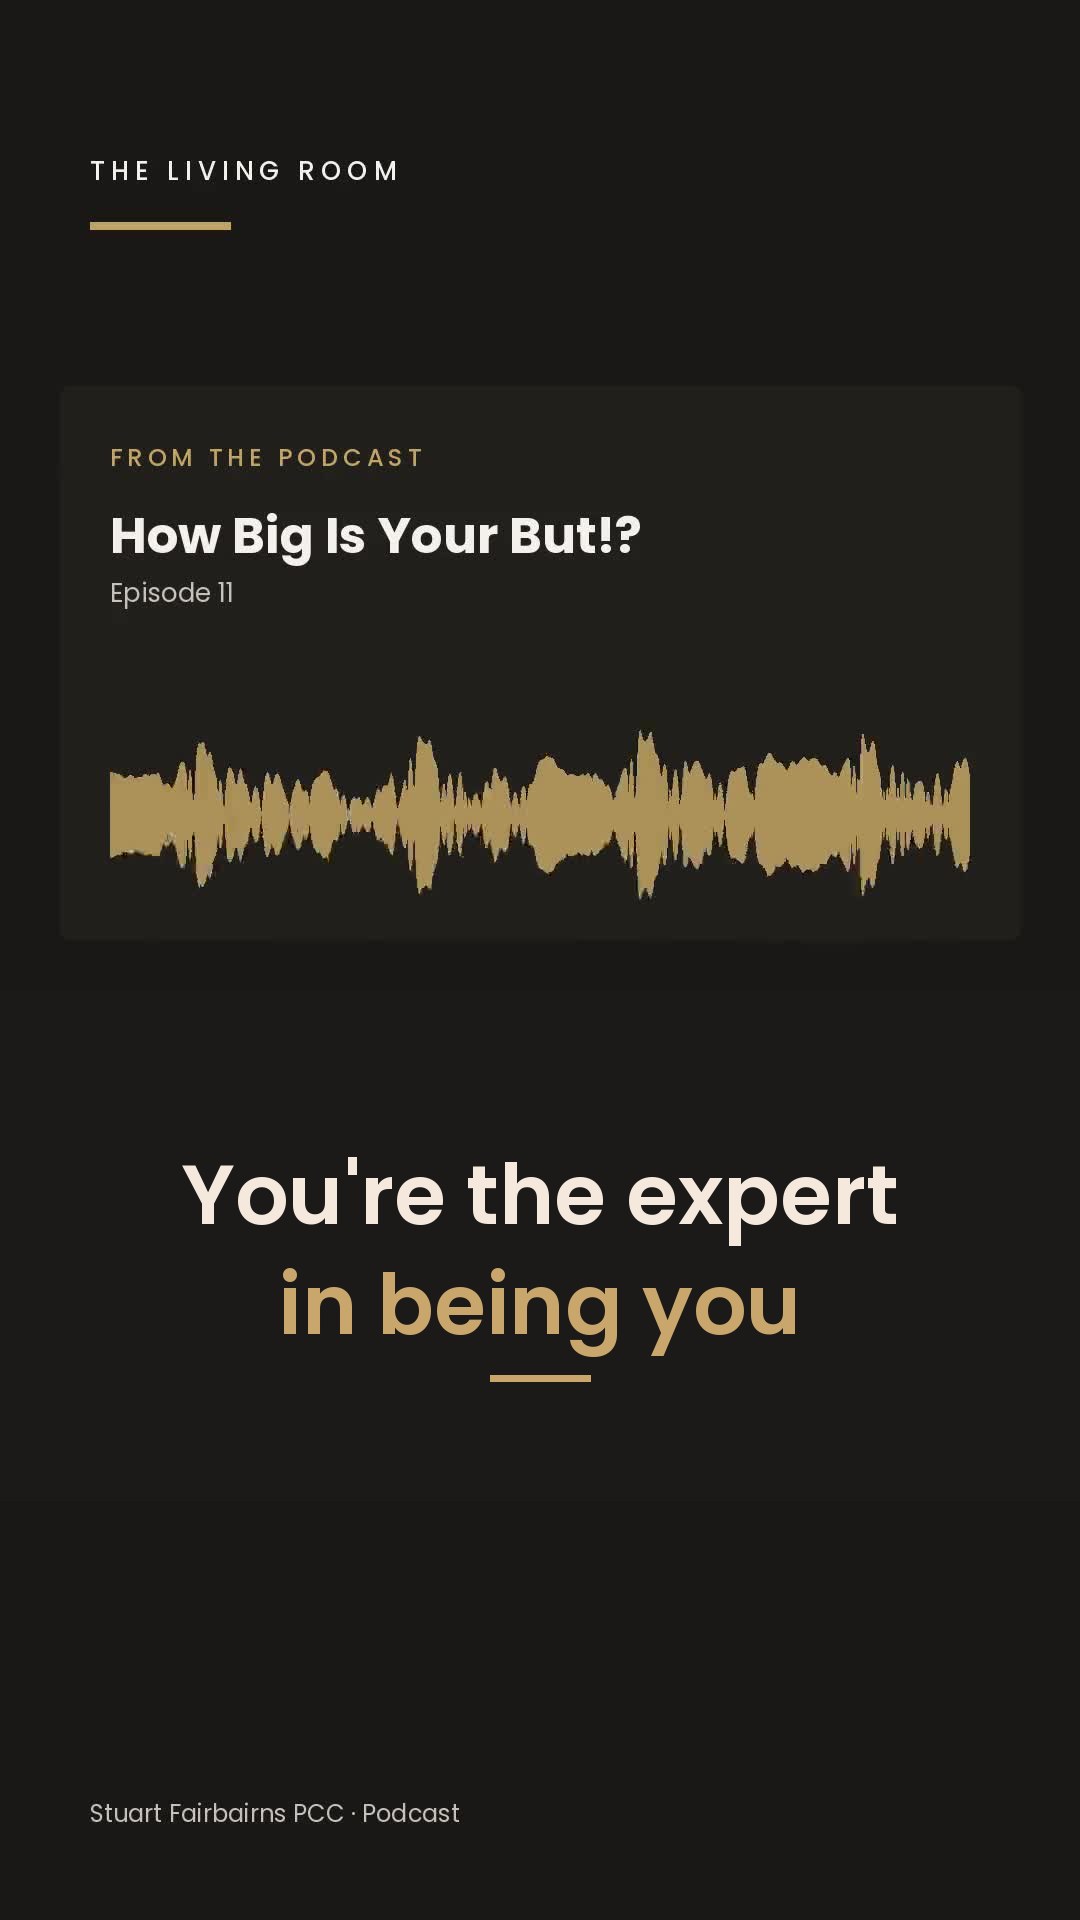 THE LIVING ROOM
FROM THE PODCAST
How Big Is Your But!?
Episode 11
You're the expert
in being you
Stuart Fairbairns PCC · Podcast